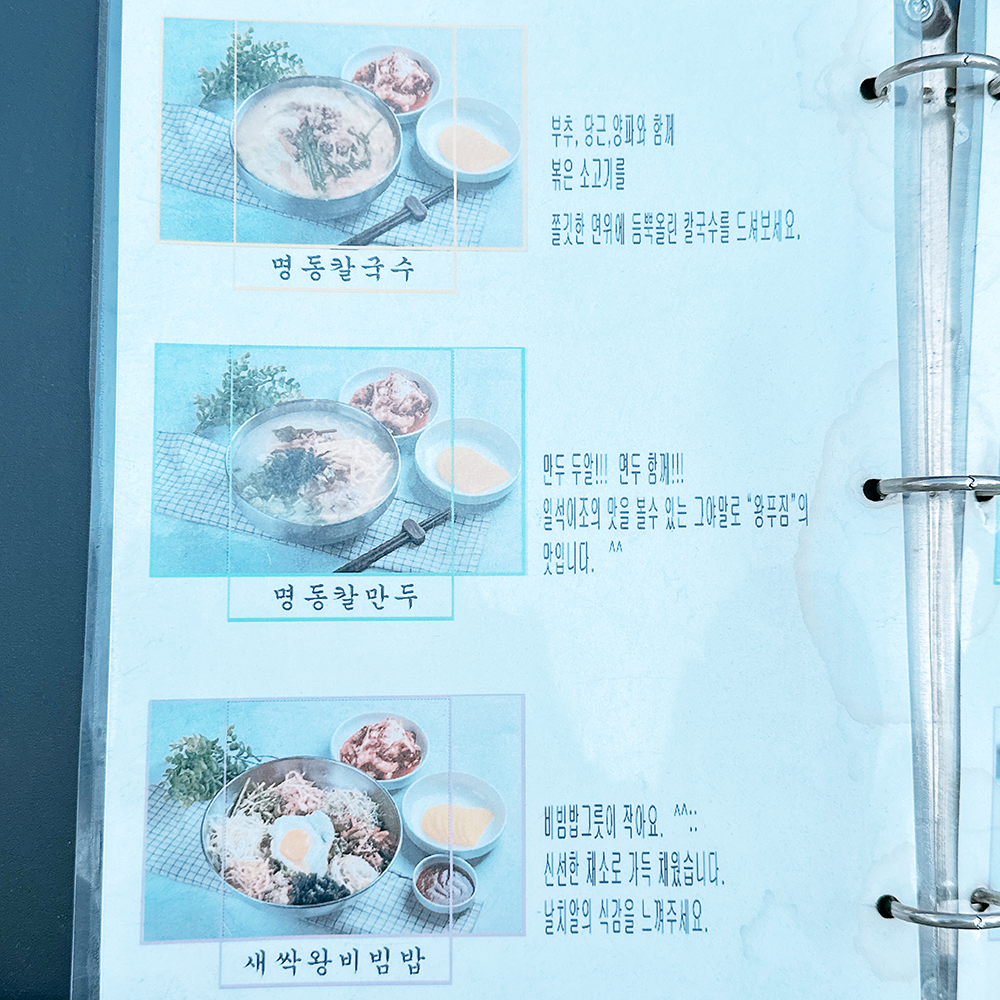 부추, 당근,양파와 함께
볶은 소고기를
쫄깃한 면위에 듬뿍올린 칼국수를 드셔보세요.
명동칼국수
만두 두알!!! 면두 함께!!!
일석이조의 맛을 볼수 있는 그야말로 "왕푸짐"의
맛입니다. ^^
명동칼만두
비빔밥그릇이 작아요. ^^;;
신선한 채소로 가득 채웠습니다.
날치알의 식감을 느껴주세요.
새싹왕비빔밥